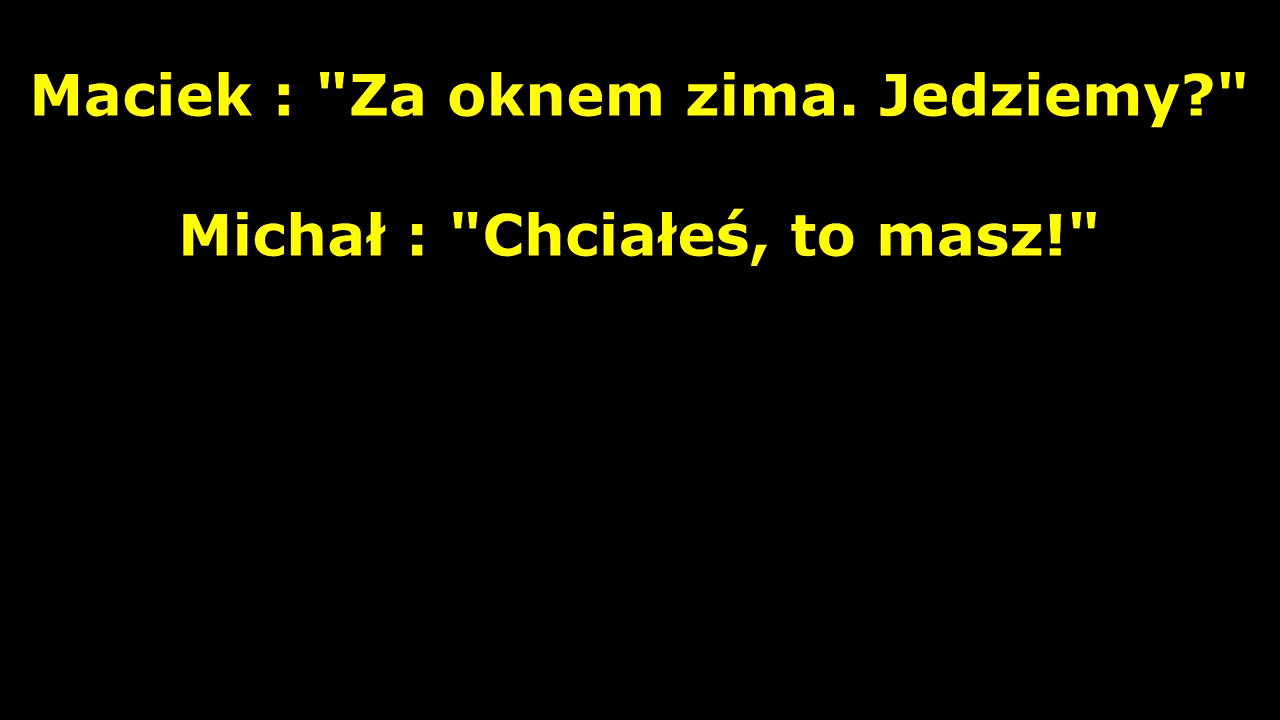 Maciek : "Za oknem zima. Jedziemy?"
Michał : "Chciałeś, to masz!"